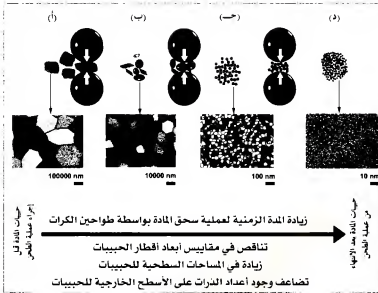 (أ) (ب) (حـ) (د)
100000 nm 10000 nm 100 nm 10 nm
حبيبات المادة قبل
إجراء عملية الطحن
زيادة المدة الزمنية لعملية سحق المادة بواسطة طواحين الكرات
تناقص في مقاييس أبعاد أقطار الحبيبات
زيادة في المساحات السطحية للحبيبات
تضاعف وجود أعداد الذرات على الأسطح الخارجية للحبيبات
حبيبات المادة بعد الانتهاء
من عملية الطحن